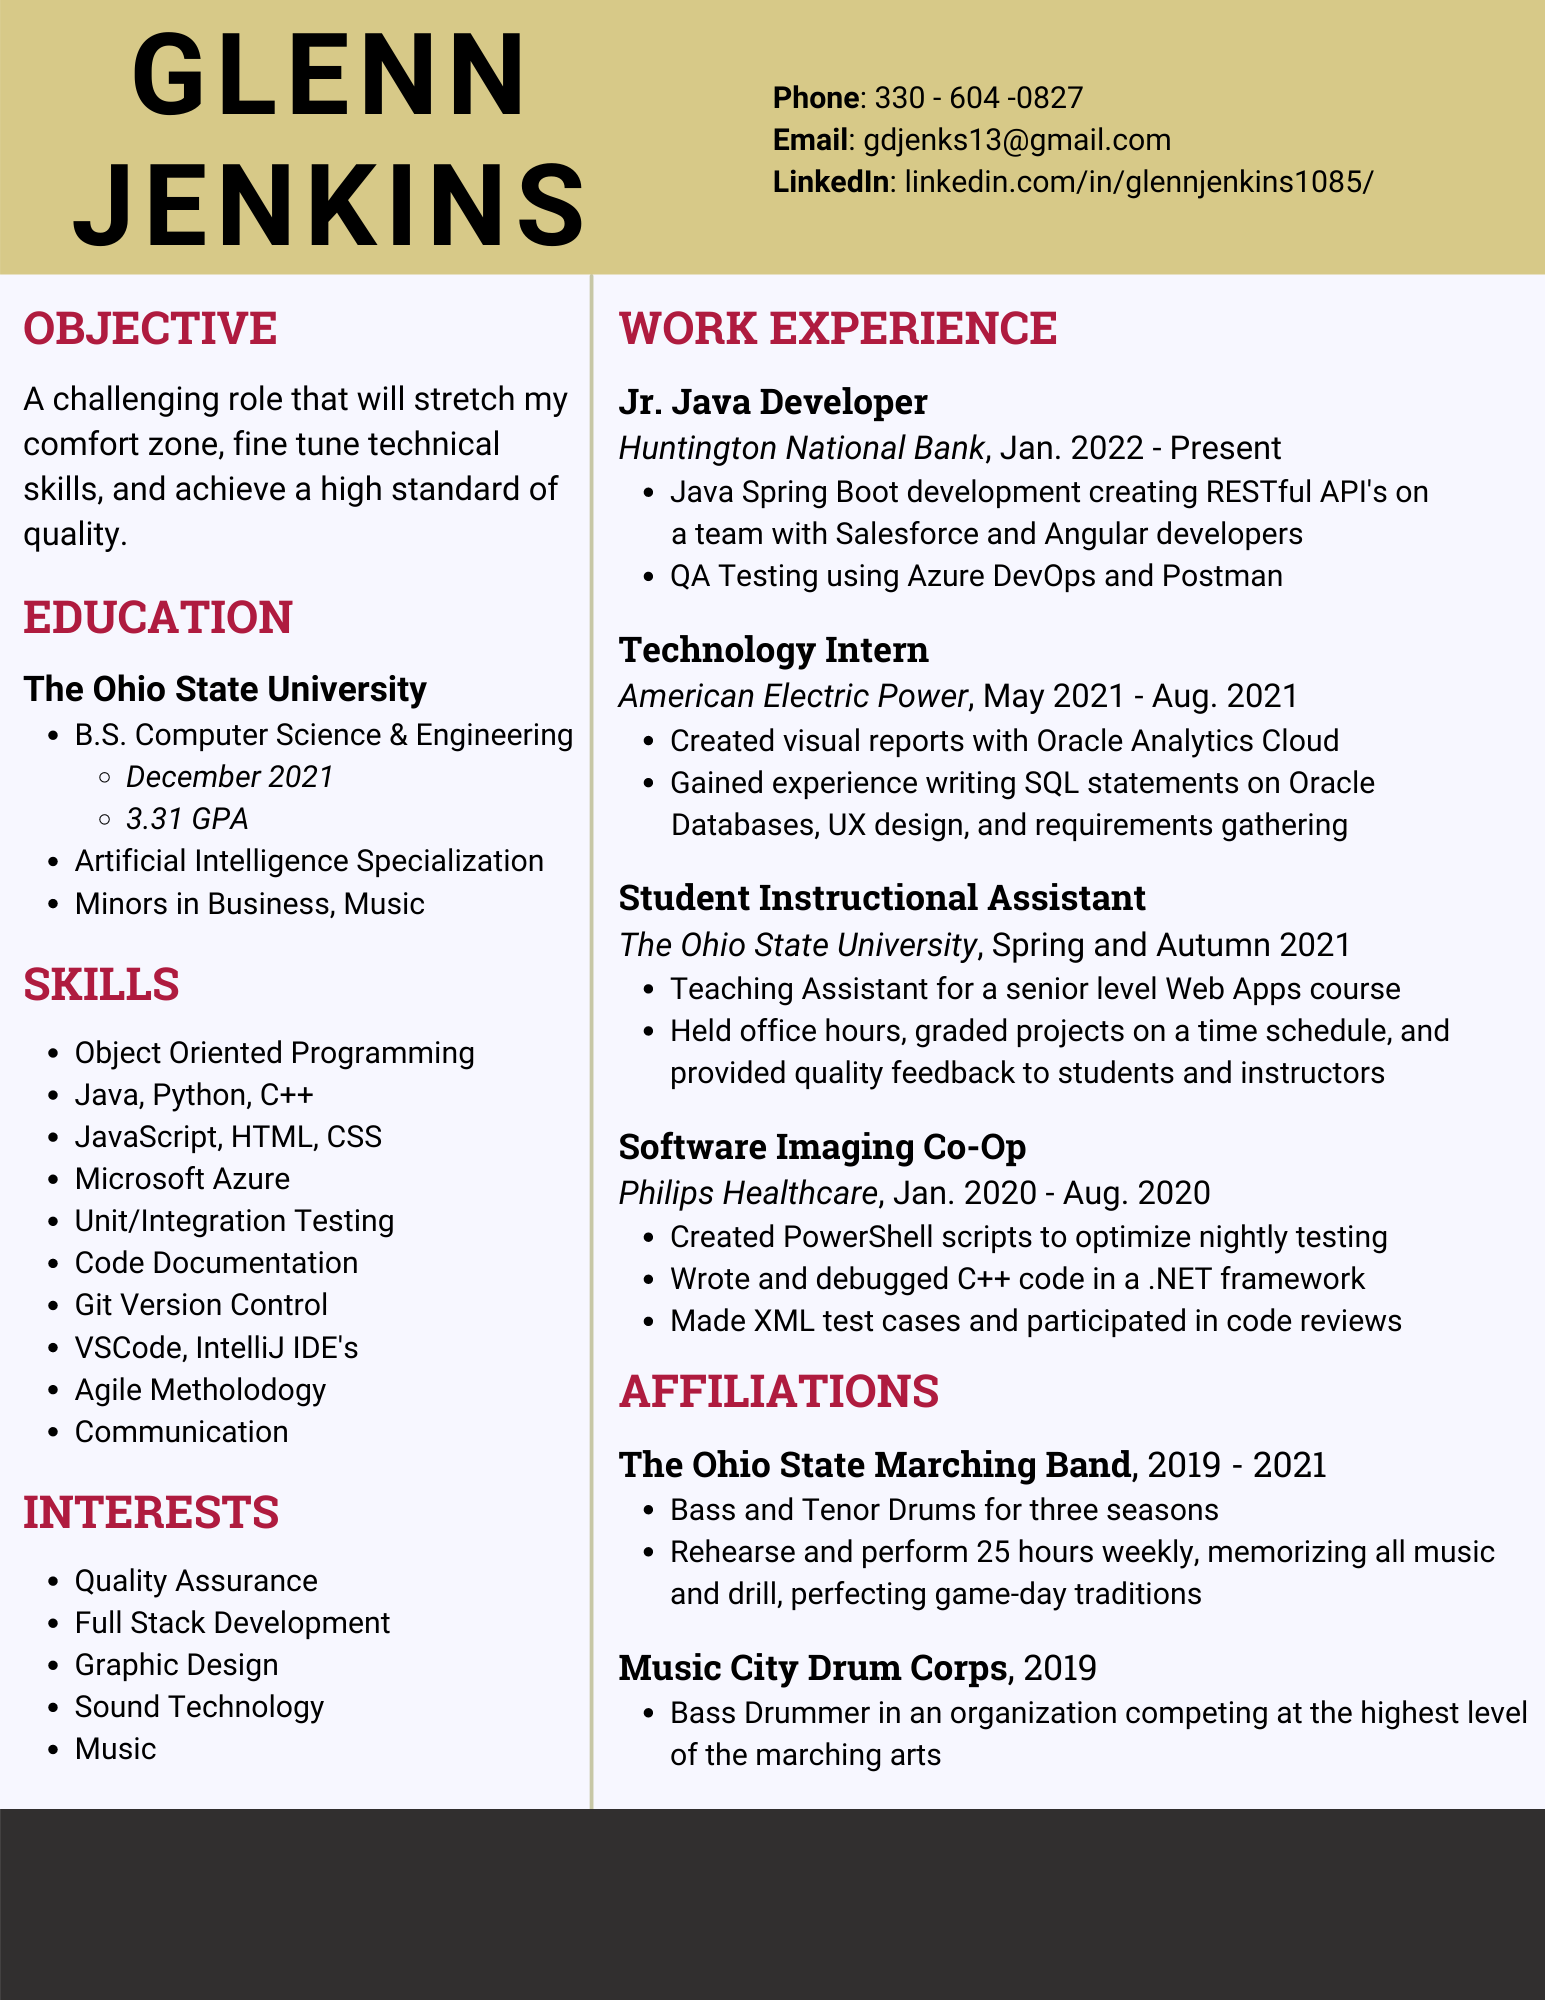 GLENN
JENKINS
Phone: 330 - 604 -0827
Email: gdjenks13@gmail.com
LinkedIn: linkedin.com/in/glennjenkins1085/
OBJECTIVE
A challenging role that will stretch my
comfort zone, fine tune technical
skills, and achieve a high standard of
quality.
EDUCATION
The Ohio State University
• B.S. Computer Science & Engineering
◦ December 2021
◦ 3.31 GPA
• Artificial Intelligence Specialization
• Minors in Business, Music
SKILLS
• Object Oriented Programming
• Java, Python, C++
• JavaScript, HTML, CSS
• Microsoft Azure
• Unit/Integration Testing
• Code Documentation
• Git Version Control
• VSCode, IntelliJ IDE's
• Agile Metholodogy
• Communication
INTERESTS
• Quality Assurance
• Full Stack Development
• Graphic Design
• Sound Technology
• Music
WORK EXPERIENCE
Jr. Java Developer
Huntington National Bank, Jan. 2022 - Present
• Java Spring Boot development creating RESTful API's on
a team with Salesforce and Angular developers
• QA Testing using Azure DevOps and Postman
Technology Intern
American Electric Power, May 2021 - Aug. 2021
• Created visual reports with Oracle Analytics Cloud
• Gained experience writing SQL statements on Oracle
Databases, UX design, and requirements gathering
Student Instructional Assistant
The Ohio State University, Spring and Autumn 2021
• Teaching Assistant for a senior level Web Apps course
• Held office hours, graded projects on a time schedule, and
provided quality feedback to students and instructors
Software Imaging Co-Op
Philips Healthcare, Jan. 2020 - Aug. 2020
• Created PowerShell scripts to optimize nightly testing
• Wrote and debugged C++ code in a .NET framework
• Made XML test cases and participated in code reviews
AFFILIATIONS
The Ohio State Marching Band, 2019 - 2021
• Bass and Tenor Drums for three seasons
• Rehearse and perform 25 hours weekly, memorizing all music
and drill, perfecting game-day traditions
Music City Drum Corps, 2019
• Bass Drummer in an organization competing at the highest level
of the marching arts